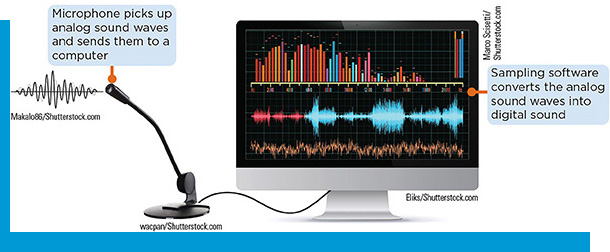 Microphone picks up
analog sound waves
and sends them to a
computer
Makalo86/Shutterstock.com
wacpan/Shutterstock.com
Marco Scisetti/
Shutterstock.com
Sampling software
converts the analog
sound waves into
digital sound
Eliks/Shutterstock.com